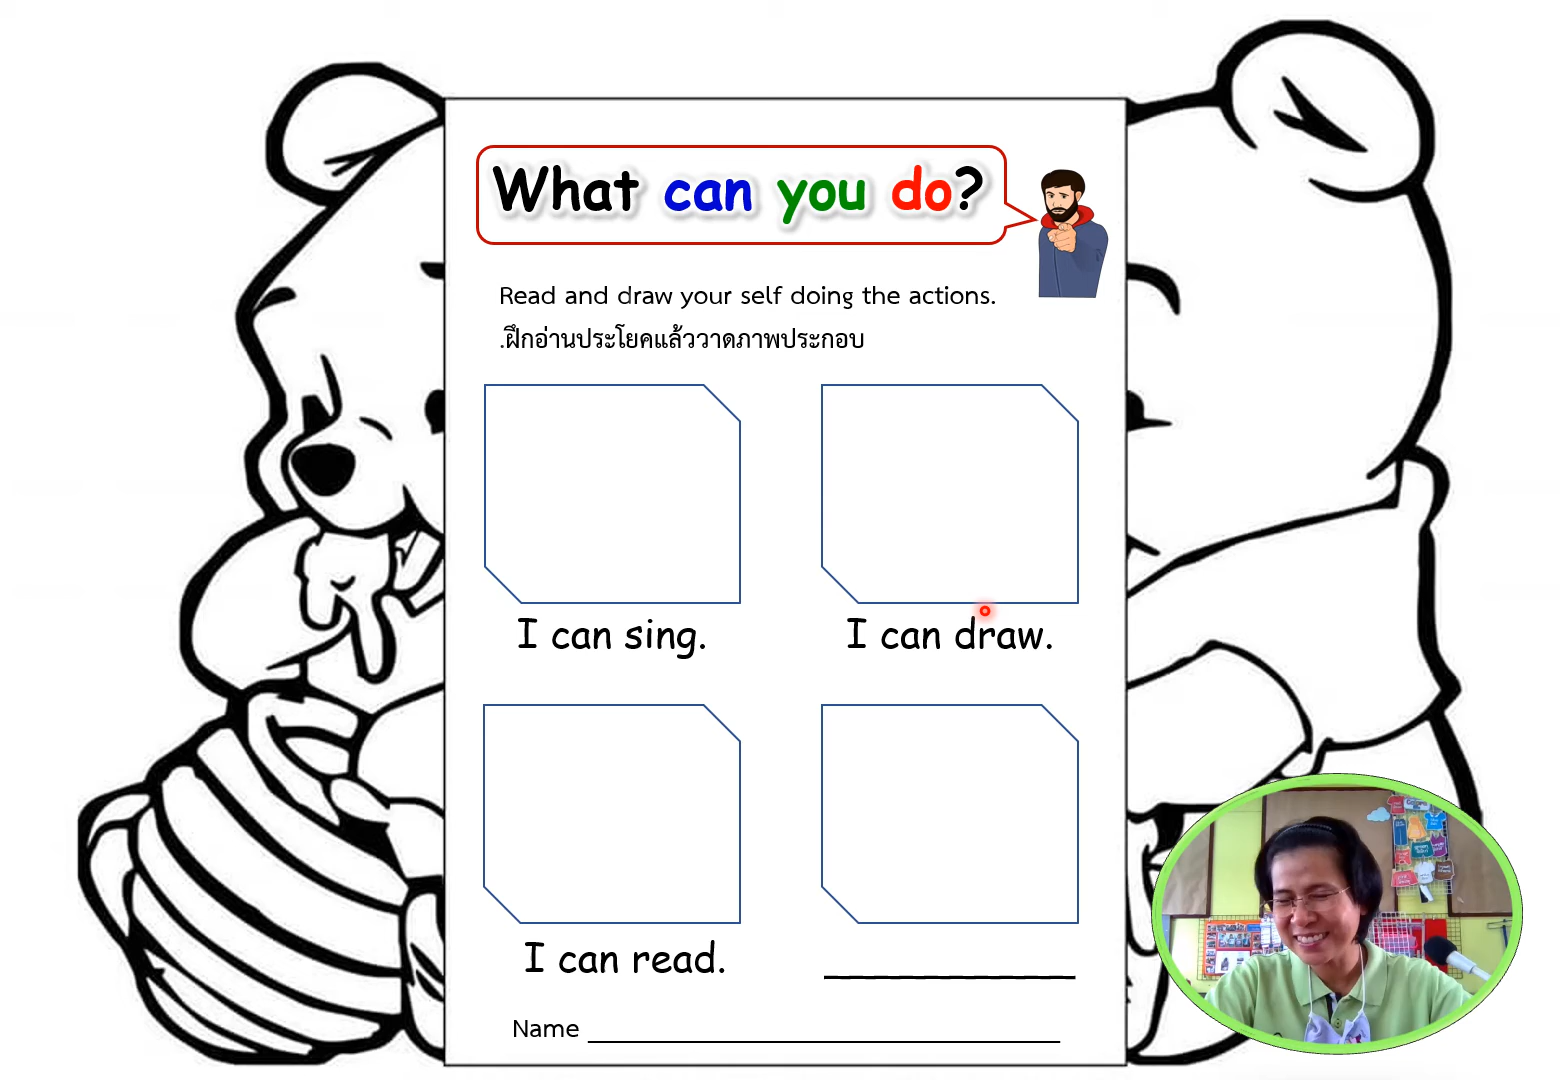 What can you do?
Read and draw your self doing the actions.
.ฝึกอ่านประโยคแล้ววาดภาพประกอบ
I can sing.
I can draw.
I can read.
Name